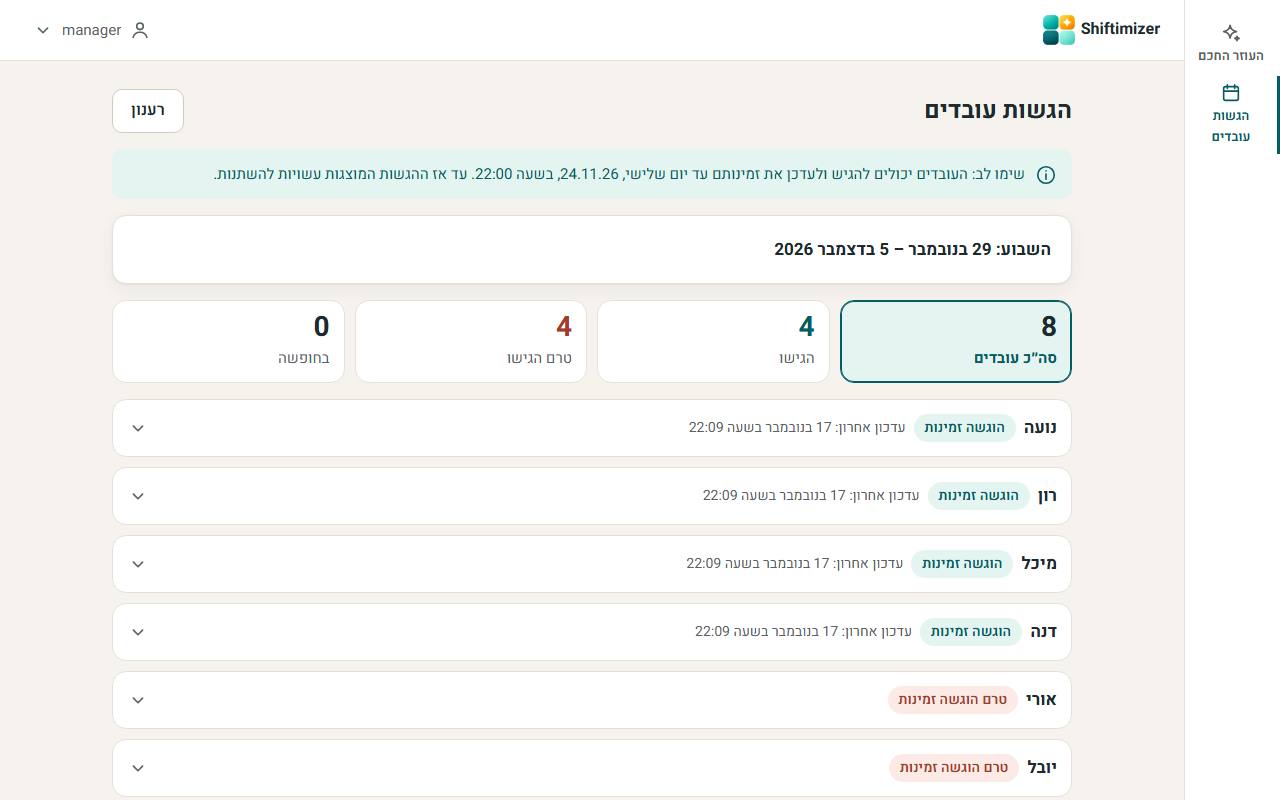 Shiftimizer
manager
העוזר החכם
הגשות
עובדים
הגשות עובדים
רענון
שימו לב: העובדים יכולים להגיש ולעדכן את זמינותם עד יום שלישי, 24.11.26, בשעה 22:00. עד אז ההגשות המוצגות עשויות להשתנות.
השבוע: 29 בנובמבר – 5 בדצמבר 2026
8
סה״כ עובדים
4
הגישו
4
טרם הגישו
0
בחופשה
נועה הוגשה זמינות עדכון אחרון: 17 בנובמבר בשעה 22:09
רון הוגשה זמינות עדכון אחרון: 17 בנובמבר בשעה 22:09
מיכל הוגשה זמינות עדכון אחרון: 17 בנובמבר בשעה 22:09
דנה הוגשה זמינות עדכון אחרון: 17 בנובמבר בשעה 22:09
אורי טרם הוגשה זמינות
יובל טרם הוגשה זמינות